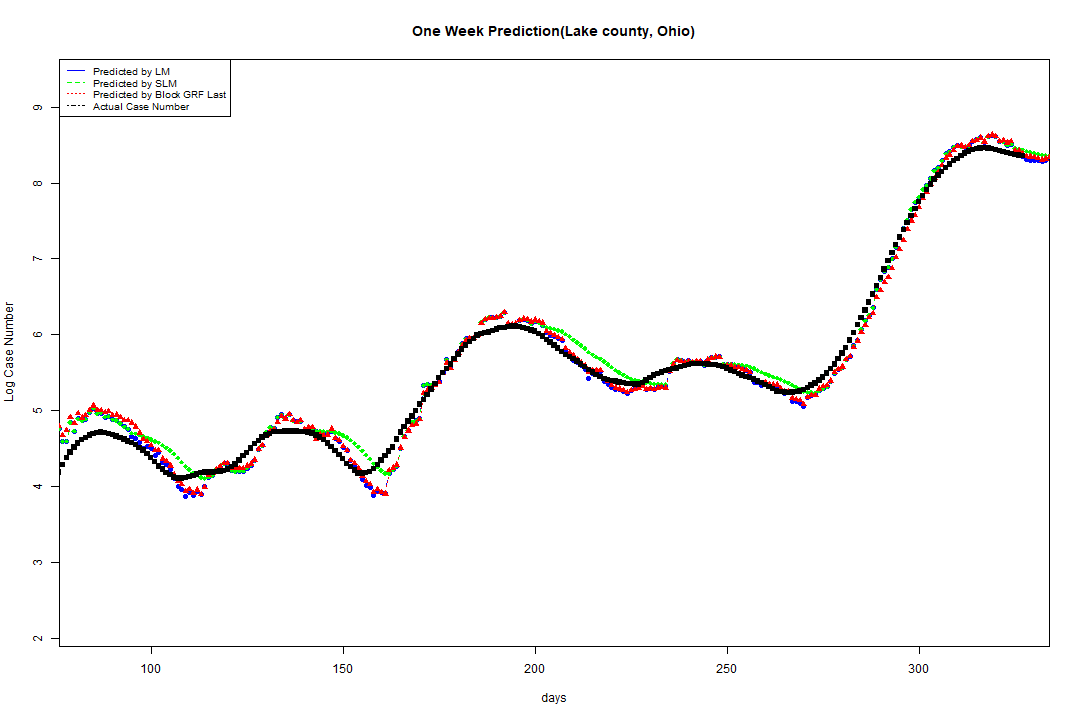 One Week Prediction(Lake county, Ohio)
Predicted by LM
Predicted by SLM
Predicted by Block GRF Last
Actual Case Number
Log Case Number
9
8
7
6
5
4
3
2
100 150 200 250 300
days